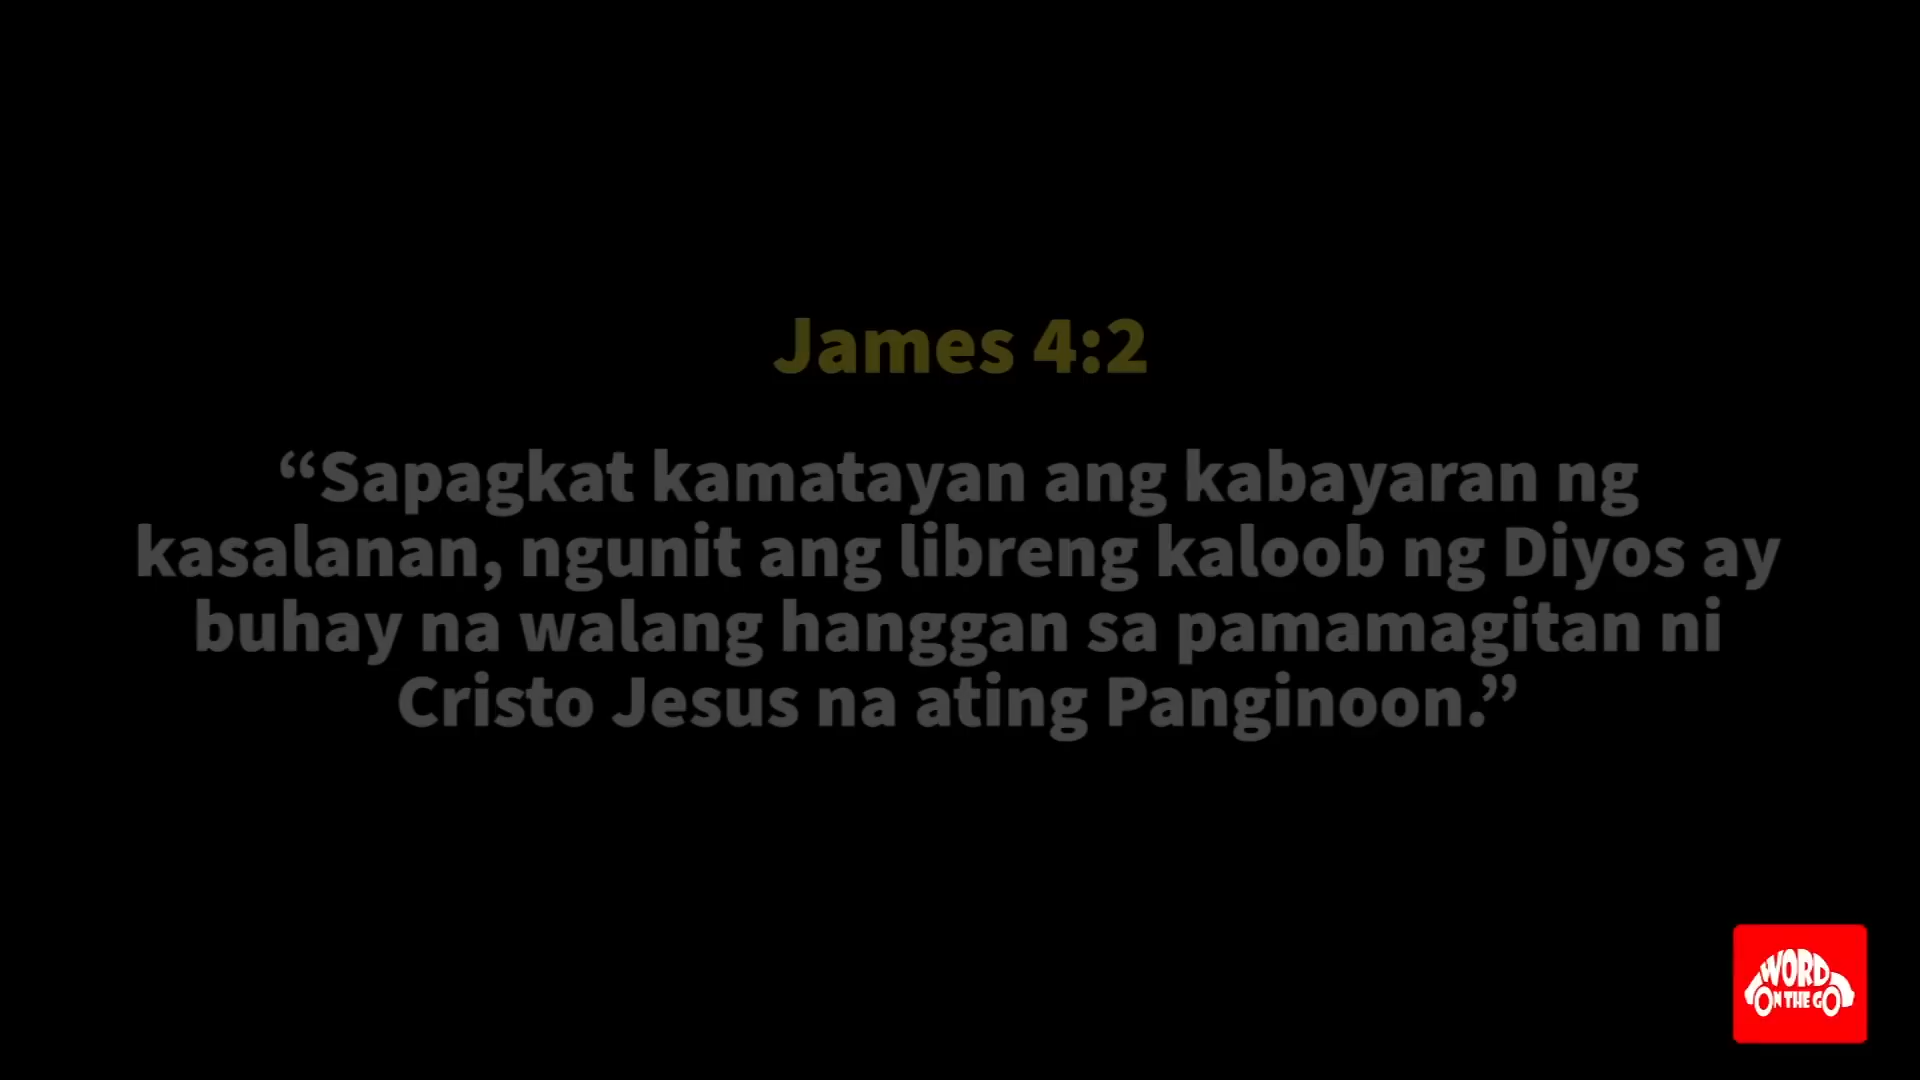 James 4:2
“Sapagkat kamatayan ang kabayaran ng
kasalanan, ngunit ang libreng kaloob ng Diyos ay
buhay na walang hanggan sa pamamagitan ni
Cristo Jesus na ating Panginoon.”
WORD
ON THE GO